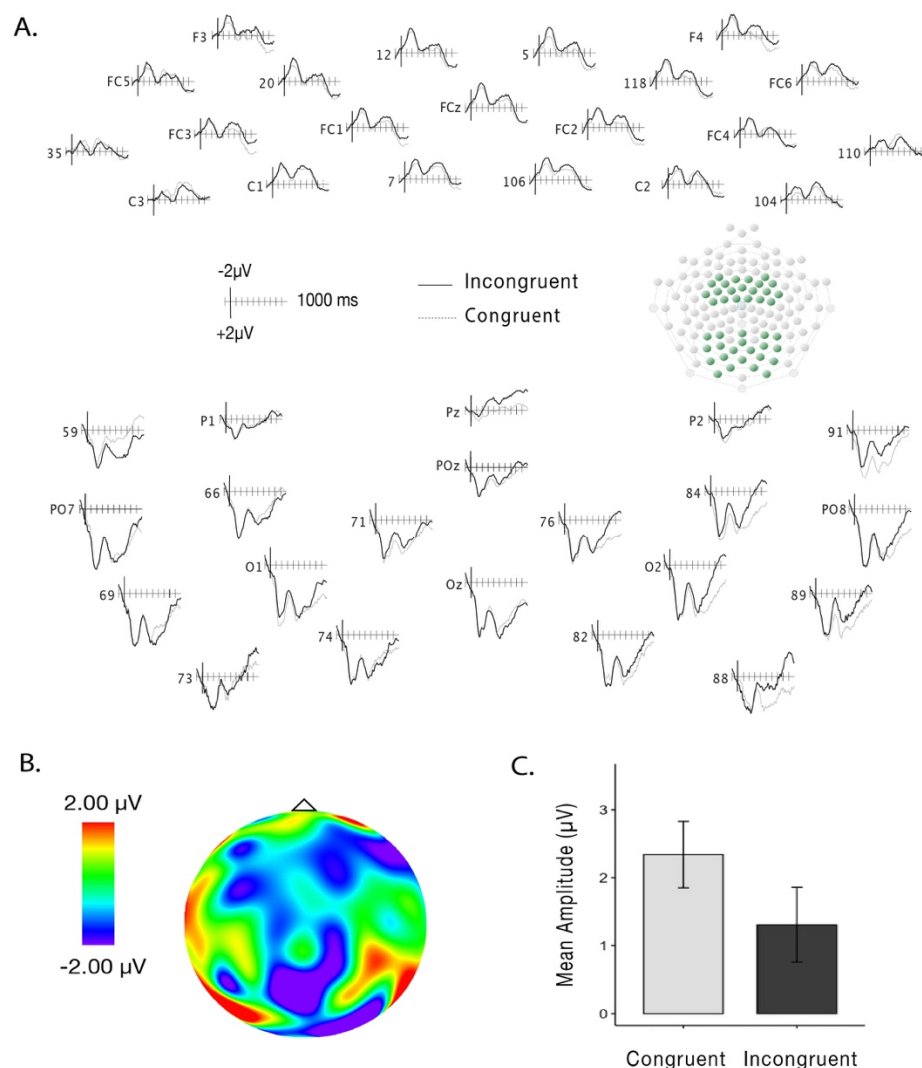 A.
F3
12
5
F4
FC5
20
FCz
118
FC6
FC3
FC1
FC2
FC4
35
110
C3
C1
7
106
C2
104
-2µV
+2µV
1000 ms
Incongruent
Congruent
59
P1
Pz
P2
91
POz
PO7
66
71
76
84
PO8
69
O1
Oz
O2
89
73
74
82
88
B.
2.00 µV
-2.00 µV
C.
Mean Amplitude (µV)
3
2
1
0
Congruent Incongruent